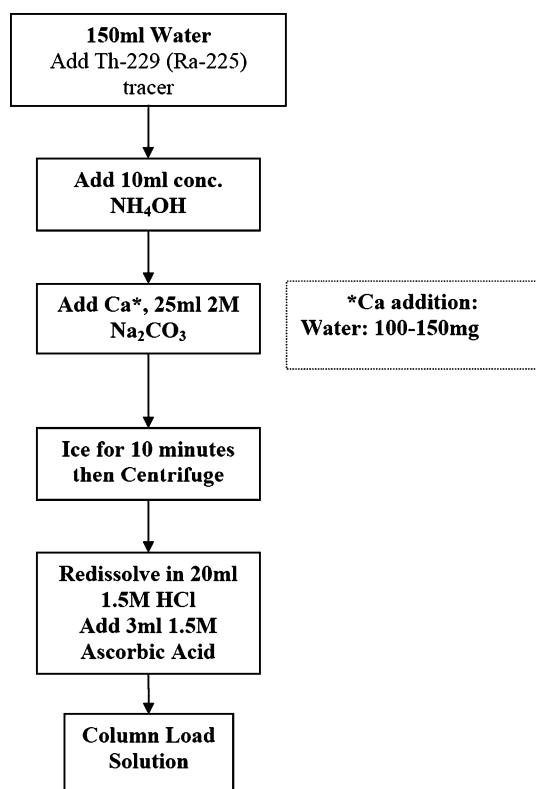 150ml Water
Add Th-229 (Ra-225)
tracer
Add 10ml conc.
NH₄OH
Add Ca*, 25ml 2M
Na₂CO₃
*Ca addition:
Water: 100-150mg
Ice for 10 minutes
then Centrifuge
Redissolve in 20ml
1.5M HCl
Add 3ml 1.5M
Ascorbic Acid
Column Load
Solution